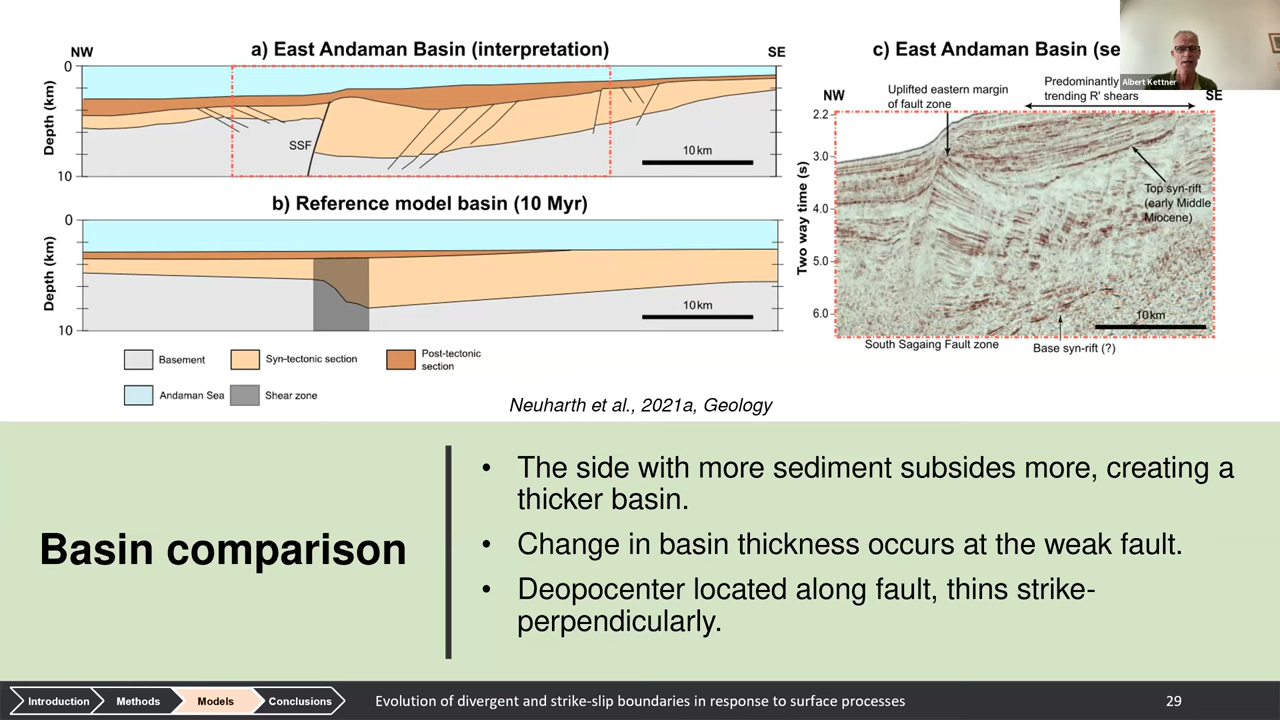 a) East Andaman Basin (interpretation)
NW
SE
Depth (km)
0
10
SSF
10km
b) Reference model basin (10 Myr)
Depth (km)
0
10
10km
Basement
Syn-tectonic section
Post-tectonic
section
Andaman Sea
Shear zone
c) East Andaman Basin (se
Albert Kettner
NW
SE
Uplifted eastern margin
of fault zone
Predominantly
trending R' shears
Two way time (s)
2.2
3.0
4.0
5.0
6.0
Top syn-rift
(early Middle
Miocene)
10km
South Sagaing Fault zone
Base syn-rift (?)
Neuharth et al., 2021a, Geology
Basin comparison
• The side with more sediment subsides more, creating a
thicker basin.
• Change in basin thickness occurs at the weak fault.
• Deopocenter located along fault, thins strike-
perpendicularly.
Introduction
Methods
Models
Conclusions
Evolution of divergent and strike-slip boundaries in response to surface processes
29